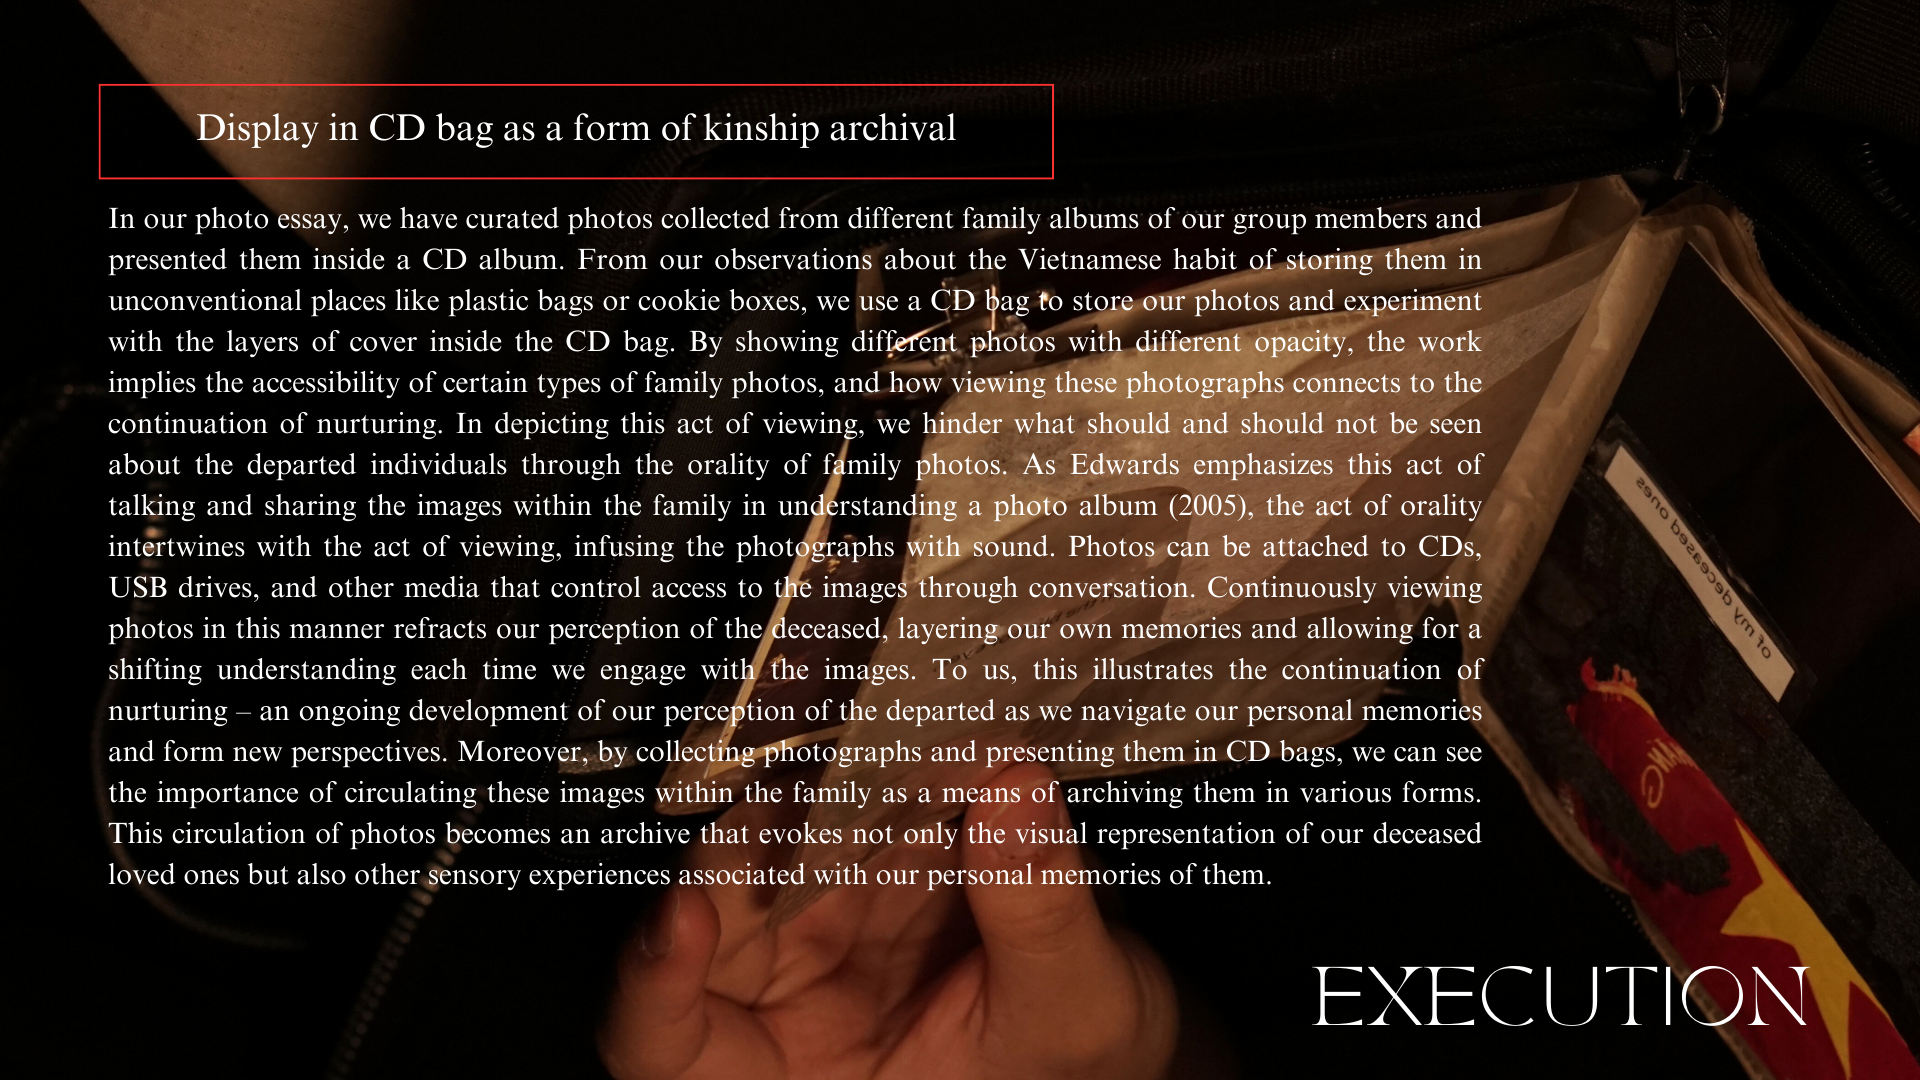 Display in CD bag as a form of kinship archival
In our photo essay, we have curated photos collected from different family albums of our group members and
presented them inside a CD album. From our observations about the Vietnamese habit of storing them in
unconventional places like plastic bags or cookie boxes, we use a CD bag to store our photos and experiment
with the layers of cover inside the CD bag. By showing different photos with different opacity, the work
implies the accessibility of certain types of family photos, and how viewing these photographs connects to the
continuation of nurturing. In depicting this act of viewing, we hinder what should and should not be seen
about the departed individuals through the orality of family photos. As Edwards emphasizes this act of
talking and sharing the images within the family in understanding a photo album (2005), the act of orality
intertwines with the act of viewing, infusing the photographs with sound. Photos can be attached to CDs,
USB drives, and other media that control access to the images through conversation. Continuously viewing
photos in this manner refracts our perception of the deceased, layering our own memories and allowing for a
shifting understanding each time we engage with the images. To us, this illustrates the continuation of
nurturing – an ongoing development of our perception of the departed as we navigate our personal memories
and form new perspectives. Moreover, by collecting photographs and presenting them in CD bags, we can see
the importance of circulating these images within the family as a means of archiving them in various forms.
This circulation of photos becomes an archive that evokes not only the visual representation of our deceased
loved ones but also other sensory experiences associated with our personal memories of them.
of my deceased ones
EXECUTION